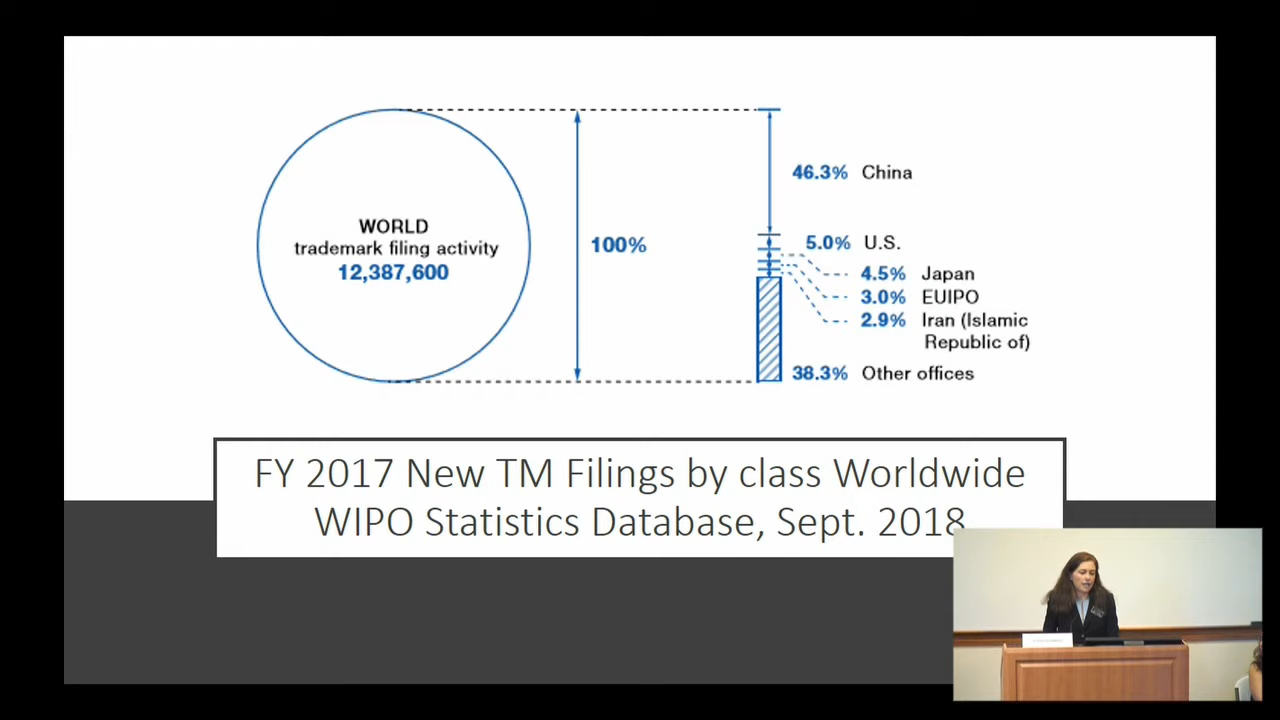 WORLD
trademark filing activity
12,387,600
100%
46.3% China
5.0% U.S.
4.5% Japan
3.0% EUIPO
2.9% Iran (Islamic
Republic of)
38.3% Other offices
FY 2017 New TM Filings by class Worldwide
WIPO Statistics Database, Sept. 2018